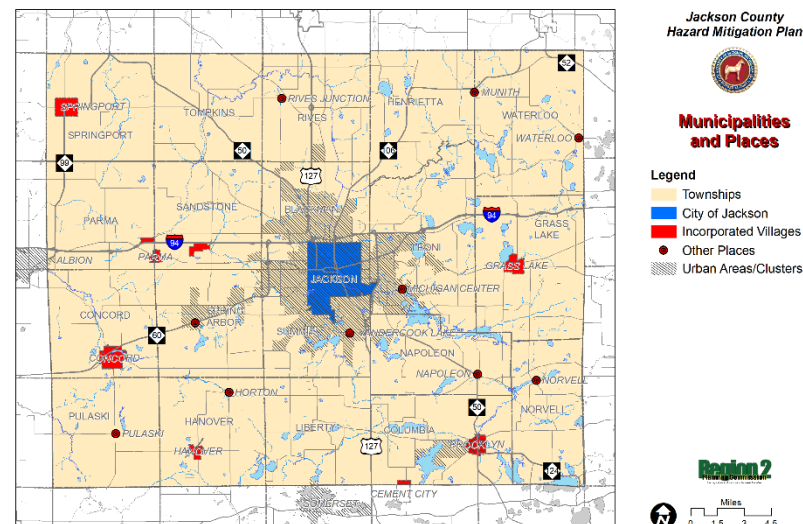 Jackson County
Hazard Mitigation Plan
Municipalities
and Places
Legend
Townships
City of Jackson
Incorporated Villages
Other Places
Urban Areas/Clusters
52
SPRINGPORT
RIVES JUNCTION
MUNITH
HENRIETTA
TOMPKINS
RIVES
WATERLOO
SPRINGPORT
WATERLOO
50
106
99
127
SANDSTONE
BLACKMAN
PARMA
94
GRASS
LAKE
94
LEONI
ALBION
PARMA
GRASS LAKE
JACKSON
MICHIGAN CENTER
CONCORD
SPRING
ARBOR
SUMMIT
VANDERCOOK LAKE
60
NAPOLEON
CONCORD
NAPOLEON
NORVELL
HORTON
50
PULASKI
HANOVER
NORVELL
LIBERTY
COLUMBIA
PULASKI
127
BROOKLYN
HANOVER
124
CEMENT CITY
SOMERSET
Region 2
Planning Commission
Miles
0 1.5 3 4.5
N